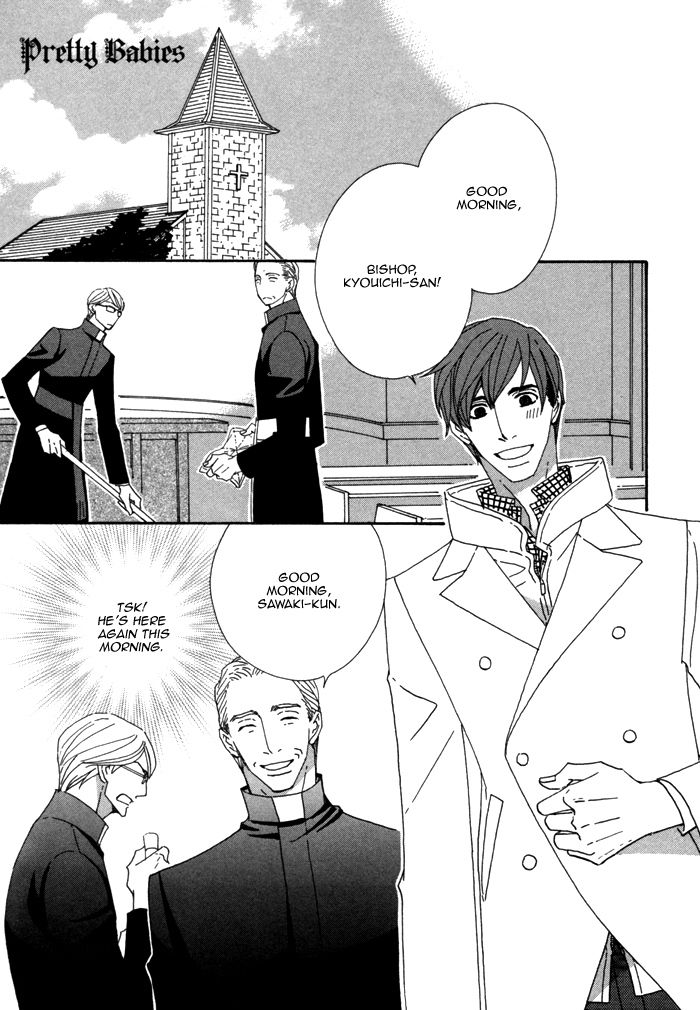 Pretty Babies
GOOD
MORNING,
BISHOP,
KYOUICHI-SAN!
GOOD
MORNING,
SAWAKI-KUN.
TSK!
HE'S HERE
AGAIN THIS
MORNING.